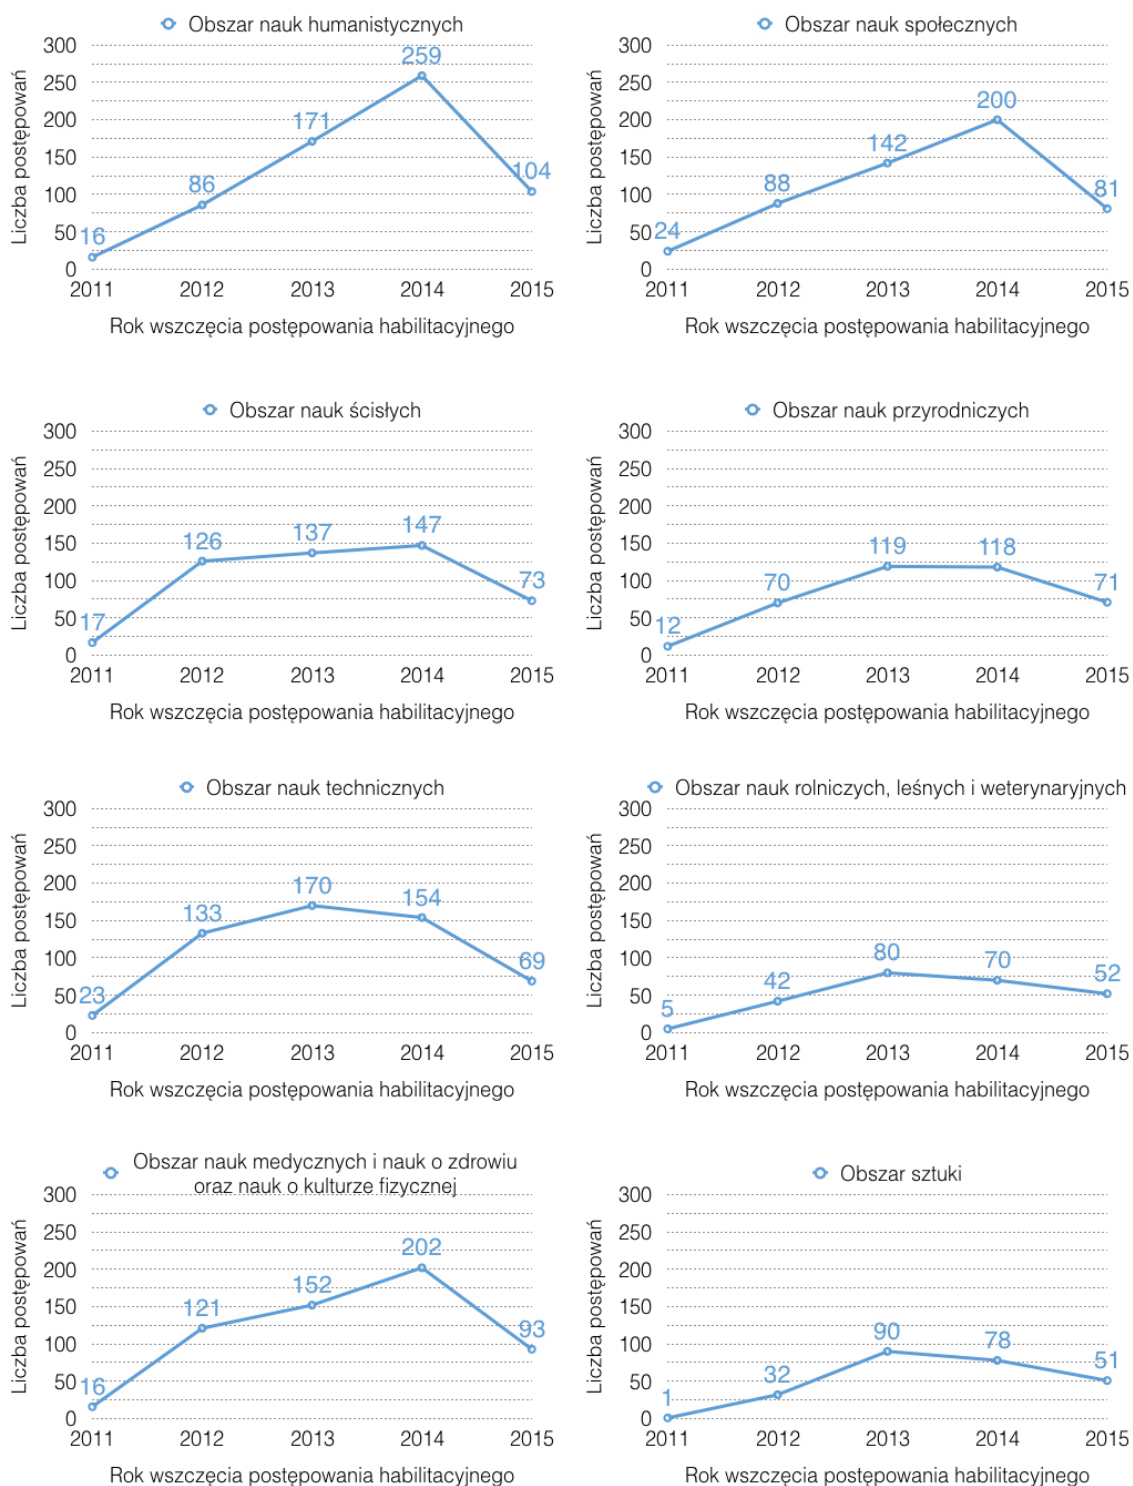 Obszar nauk humanistycznych
Liczba postępowań
300
250
200
150
100
50
0
16
86
171
259
104
2011 2012 2013 2014 2015
Rok wszczęcia postępowania habilitacyjnego
Obszar nauk społecznych
Liczba postępowań
300
250
200
150
100
50
0
24
88
142
200
81
2011 2012 2013 2014 2015
Rok wszczęcia postępowania habilitacyjnego
Obszar nauk ścisłych
Liczba postępowań
300
250
200
150
100
50
0
17
126
137
147
73
2011 2012 2013 2014 2015
Rok wszczęcia postępowania habilitacyjnego
Obszar nauk przyrodniczych
Liczba postępowań
300
250
200
150
100
50
0
12
70
119
118
71
2011 2012 2013 2014 2015
Rok wszczęcia postępowania habilitacyjnego
Obszar nauk technicznych
Liczba postępowań
300
250
200
150
100
50
0
23
133
170
154
69
2011 2012 2013 2014 2015
Rok wszczęcia postępowania habilitacyjnego
Obszar nauk rolniczych, leśnych i weterynaryjnych
Liczba postępowań
300
250
200
150
100
50
0
5
42
80
70
52
2011 2012 2013 2014 2015
Rok wszczęcia postępowania habilitacyjnego
Obszar nauk medycznych i nauk o zdrowiu
oraz nauk o kulturze fizycznej
Liczba postępowań
300
250
200
150
100
50
0
16
121
152
202
93
2011 2012 2013 2014 2015
Rok wszczęcia postępowania habilitacyjnego
Obszar sztuki
Liczba postępowań
300
250
200
150
100
50
0
1
32
90
78
51
2011 2012 2013 2014 2015
Rok wszczęcia postępowania habilitacyjnego